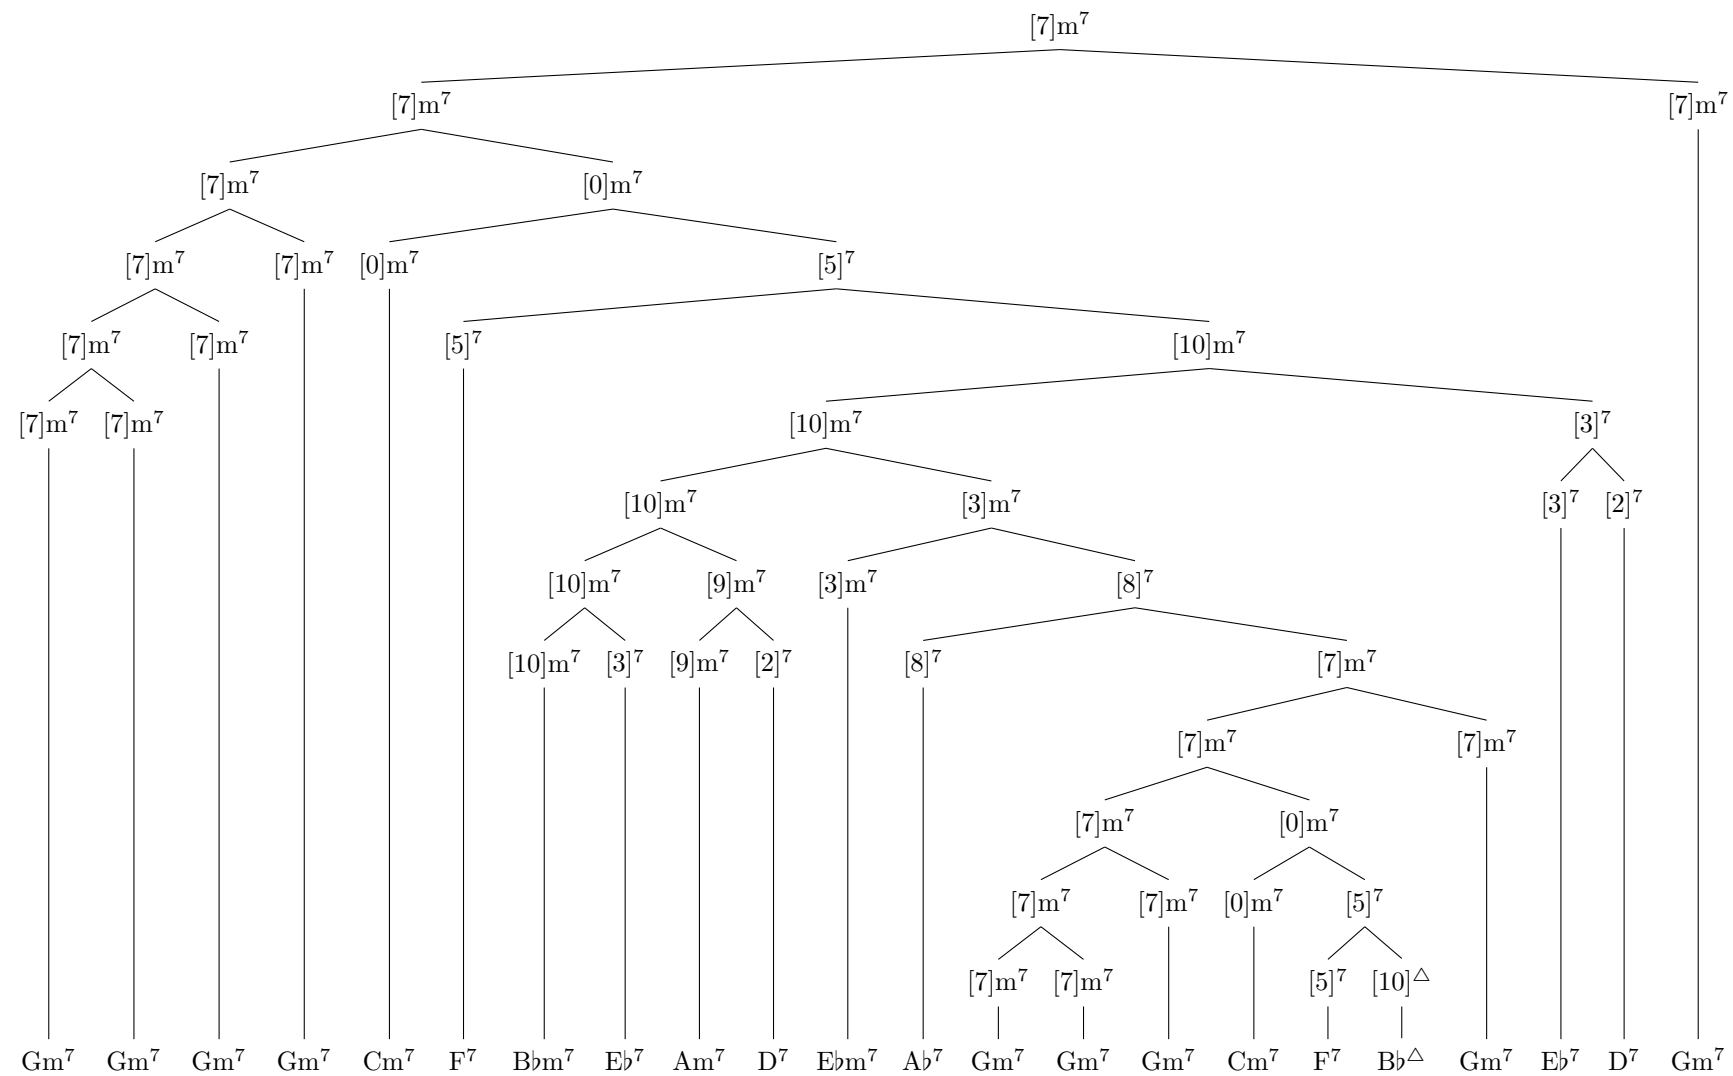 [7]m⁷
[7]m⁷ [7]m⁷
[7]m⁷ [0]m⁷
[7]m⁷ [7]m⁷ [0]m⁷ [5]⁷
[7]m⁷ [7]m⁷ [5]⁷ [10]m⁷
[7]m⁷ [7]m⁷ [10]m⁷ [3]⁷
[10]m⁷ [3]m⁷ [3]⁷ [2]⁷
[10]m⁷ [9]m⁷ [3]m⁷ [8]⁷
[10]m⁷ [3]⁷ [9]m⁷ [2]⁷ [8]⁷ [7]m⁷
[7]m⁷ [7]m⁷
[7]m⁷ [0]m⁷
[7]m⁷ [7]m⁷ [0]m⁷ [5]⁷
[7]m⁷ [7]m⁷ [5]⁷ [10]△
Gm⁷ Gm⁷ Gm⁷ Gm⁷ Cm⁷ F⁷ B♭m⁷ E♭⁷ Am⁷ D⁷ E♭m⁷ A♭⁷ Gm⁷ Gm⁷ Gm⁷ Cm⁷ F⁷ B♭△ Gm⁷ E♭⁷ D⁷ Gm⁷